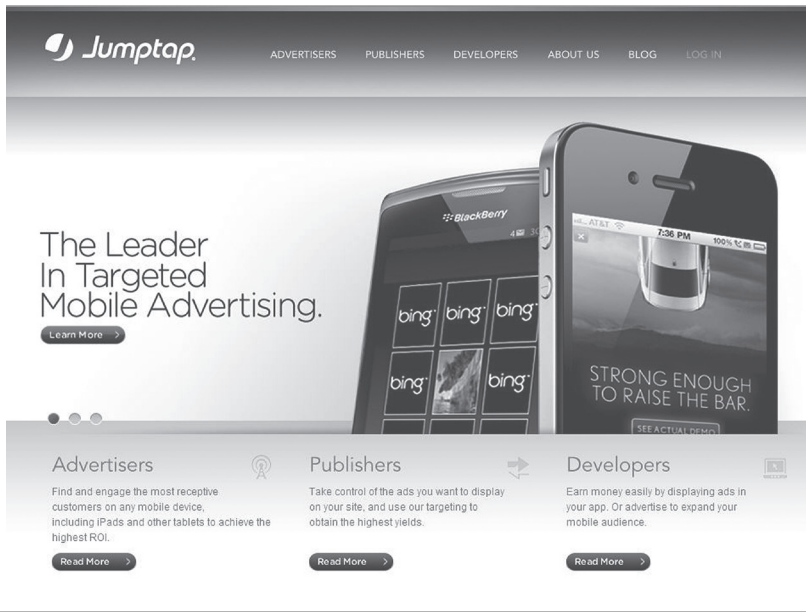 Jumptap.
ADVERTISERS PUBLISHERS DEVELOPERS ABOUT US BLOG LOG IN
The Leader
In Targeted
Mobile Advertising.
Learn More >
BlackBerry
4
bing bing bing
bing bing
AT&T 7:36 PM 100%
STRONG ENOUGH
TO RAISE THE BAR.
SEE ACTUAL DEMO
Advertisers
Find and engage the most receptive
customers on any mobile device,
including iPads and other tablets to achieve the
highest ROI.
Read More >
Publishers
Take control of the ads you want to display
on your site, and use our targeting to
obtain the highest yields.
Read More >
Developers
Earn money easily by displaying ads in
your app. Or advertise to expand your
mobile audience.
Read More >